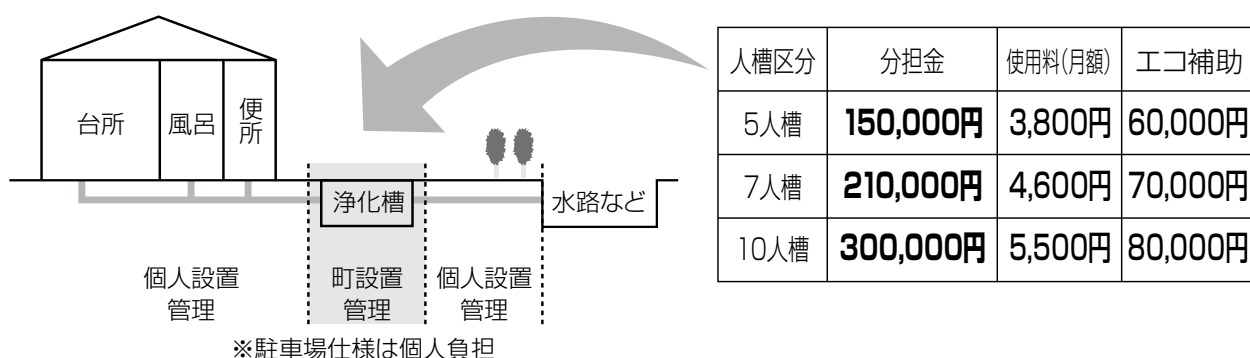 台所
風呂
便所
浄化槽
水路など
個人設置
管理
町設置
管理
個人設置
管理
※駐車場仕様は個人負担
人槽区分 分担金 使用料(月額) エコ補助
5人槽 150,000円 3,800円 60,000円
7人槽 210,000円 4,600円 70,000円
10人槽 300,000円 5,500円 80,000円